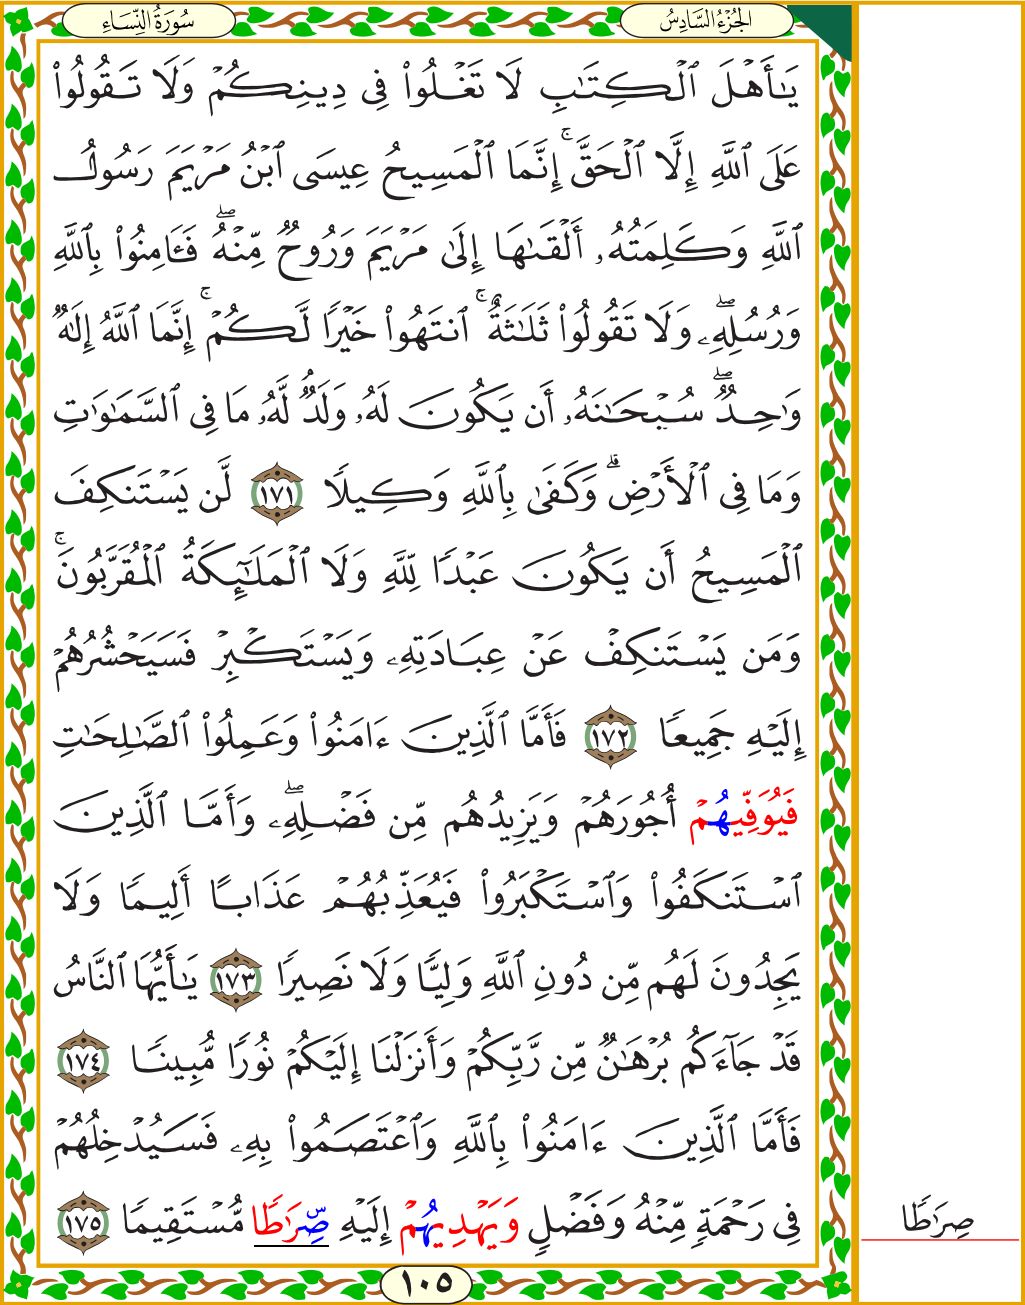 سُورَةُ النِّسَاءِ
الجُزْءُ السَّادِسُ
يَٰٓأَهْلَ ٱلْكِتَٰبِ لَا تَغْلُوا۟ فِى دِينِكُمْ وَلَا تَقُولُوا۟
عَلَى ٱللَّهِ إِلَّا ٱلْحَقَّ ۚ إِنَّمَا ٱلْمَسِيحُ عِيسَى ٱبْنُ مَرْيَمَ رَسُولُ
ٱللَّهِ وَكَلِمَتُهُۥ أَلْقَىٰهَا إِلَىٰ مَرْيَمَ وَرُوحٌ مِّنْهُ ۖ فَـَٔامِنُوا۟ بِٱللَّهِ
وَرُسُلِهِۦ ۖ وَلَا تَقُولُوا۟ ثَلَٰثَةٌ ۚ ٱنتَهُوا۟ خَيْرًا لَّكُمْ ۚ إِنَّمَا ٱللَّهُ إِلَٰهٌ
وَٰحِدٌ ۖ سُبْحَٰنَهُۥ أَن يَكُونَ لَهُۥ وَلَدٌ لَّهُۥ مَا فِى ٱلسَّمَٰوَٰتِ
وَمَا فِى ٱلْأَرْضِ ۗ وَكَفَىٰ بِٱللَّهِ وَكِيلًا ١٧١ لَّن يَسْتَنكِفَ
ٱلْمَسِيحُ أَن يَكُونَ عَبْدًا لِّلَّهِ وَلَا ٱلْمَلَٰٓئِكَةُ ٱلْمُقَرَّبُونَ ۚ
وَمَن يَسْتَنكِفْ عَنْ عِبَادَتِهِۦ وَيَسْتَكْبِرْ فَسَيَحْشُرُهُمْ
إِلَيْهِ جَمِيعًا ١٧٢ فَأَمَّا ٱلَّذِينَ ءَامَنُوا۟ وَعَمِلُوا۟ ٱلصَّٰلِحَٰتِ
فَيُوَفِّيهُمْ أُجُورَهُمْ وَيَزِيدُهُم مِّن فَضْلِهِۦ ۖ وَأَمَّا ٱلَّذِينَ
ٱسْتَنكَفُوا۟ وَٱسْتَكْبَرُوا۟ فَيُعَذِّبُهُمْ عَذَابًا أَلِيمًا وَلَا
يَجِدُونَ لَهُم مِّن دُونِ ٱللَّهِ وَلِيًّا وَلَا نَصِيرًا ١٧٣ يَٰٓأَيُّهَا ٱلنَّاسُ
قَدْ جَآءَكُم بُرْهَٰنٌ مِّن رَّبِّكُمْ وَأَنزَلْنَا إِلَيْكُمْ نُورًا مُّبِينًا ١٧٤
فَأَمَّا ٱلَّذِينَ ءَامَنُوا۟ بِٱللَّهِ وَٱعْتَصَمُوا۟ بِهِۦ فَسَيُدْخِلُهُمْ
فِى رَحْمَةٍ مِّنْهُ وَفَضْلٍ وَيَهْدِيهُمْ إِلَيْهِ صِّرَٰطًا مُّسْتَقِيمًا ١٧٥
صِرَٰطًا
١٠٥